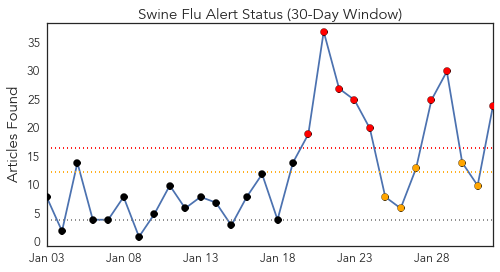 Swine Flu Alert Status (30-Day Window)
Articles Found
35
30
25
20
15
10
5
0
Jan 03 Jan 08 Jan 13 Jan 18 Jan 23 Jan 28